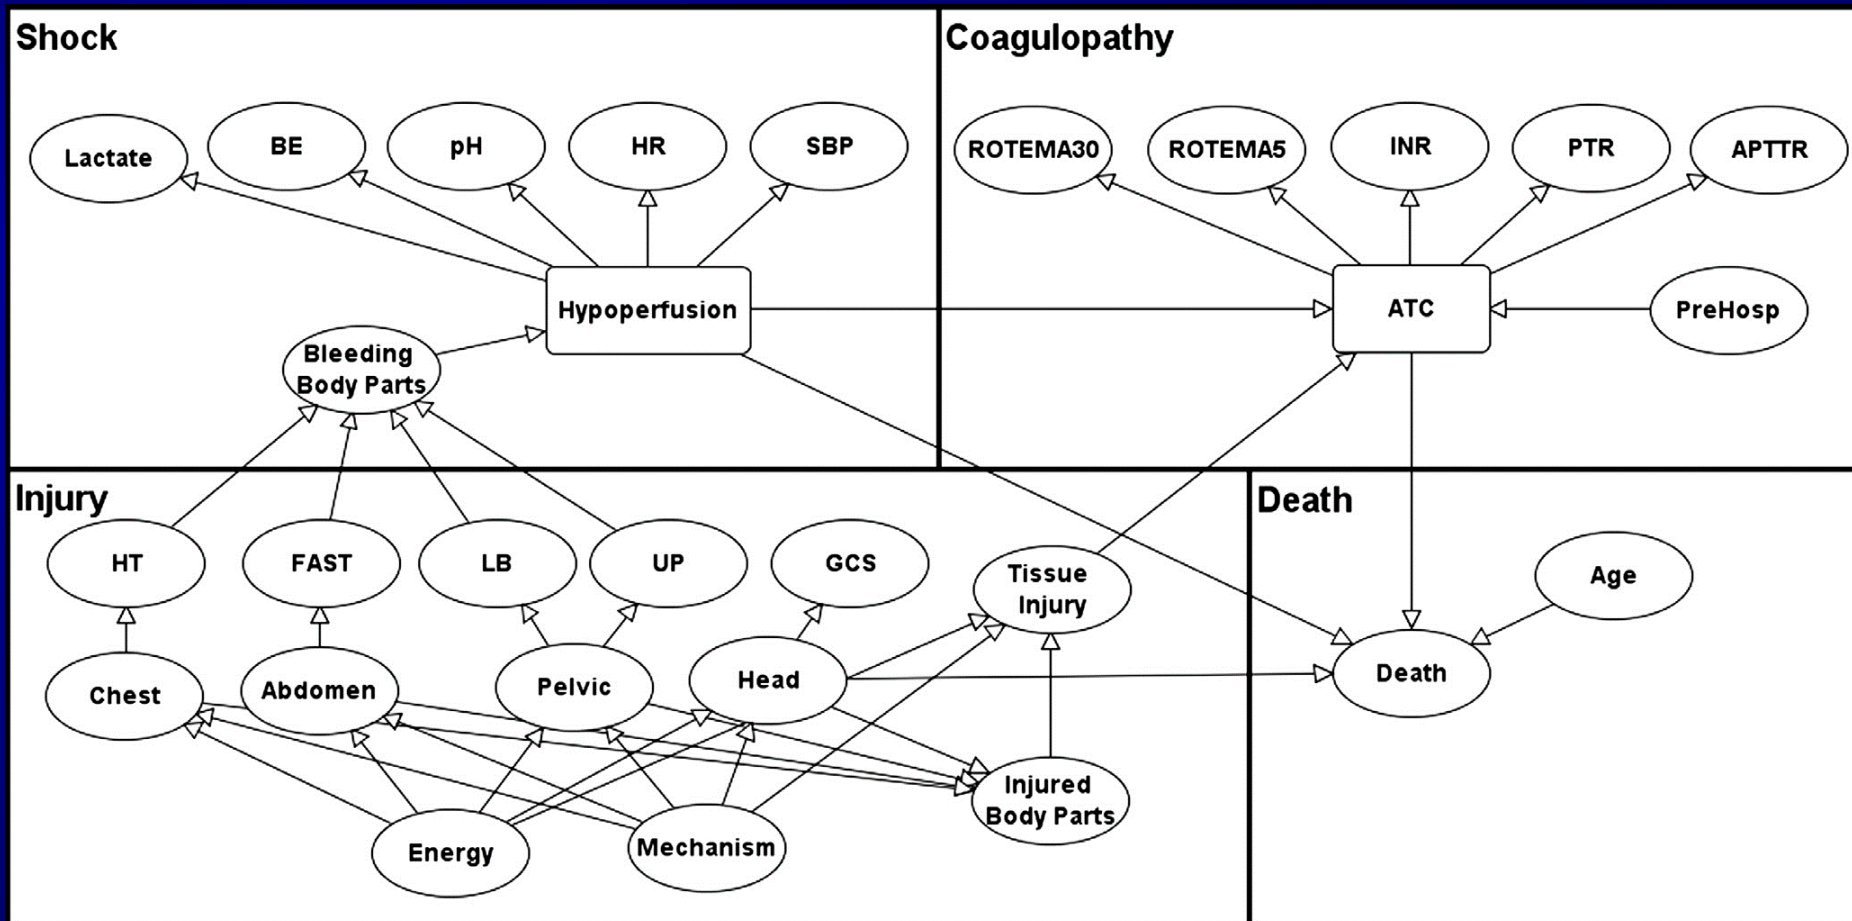 Shock
Coagulopathy
Lactate
BE
pH
HR
SBP
ROTEMA30
ROTEMA5
INR
PTR
APTTR
Hypoperfusion
ATC
PreHosp
Bleeding
Body Parts
Injury
Death
HT
FAST
LB
UP
GCS
Tissue
Injury
Age
Chest
Abdomen
Pelvic
Head
Death
Injured
Body Parts
Energy
Mechanism